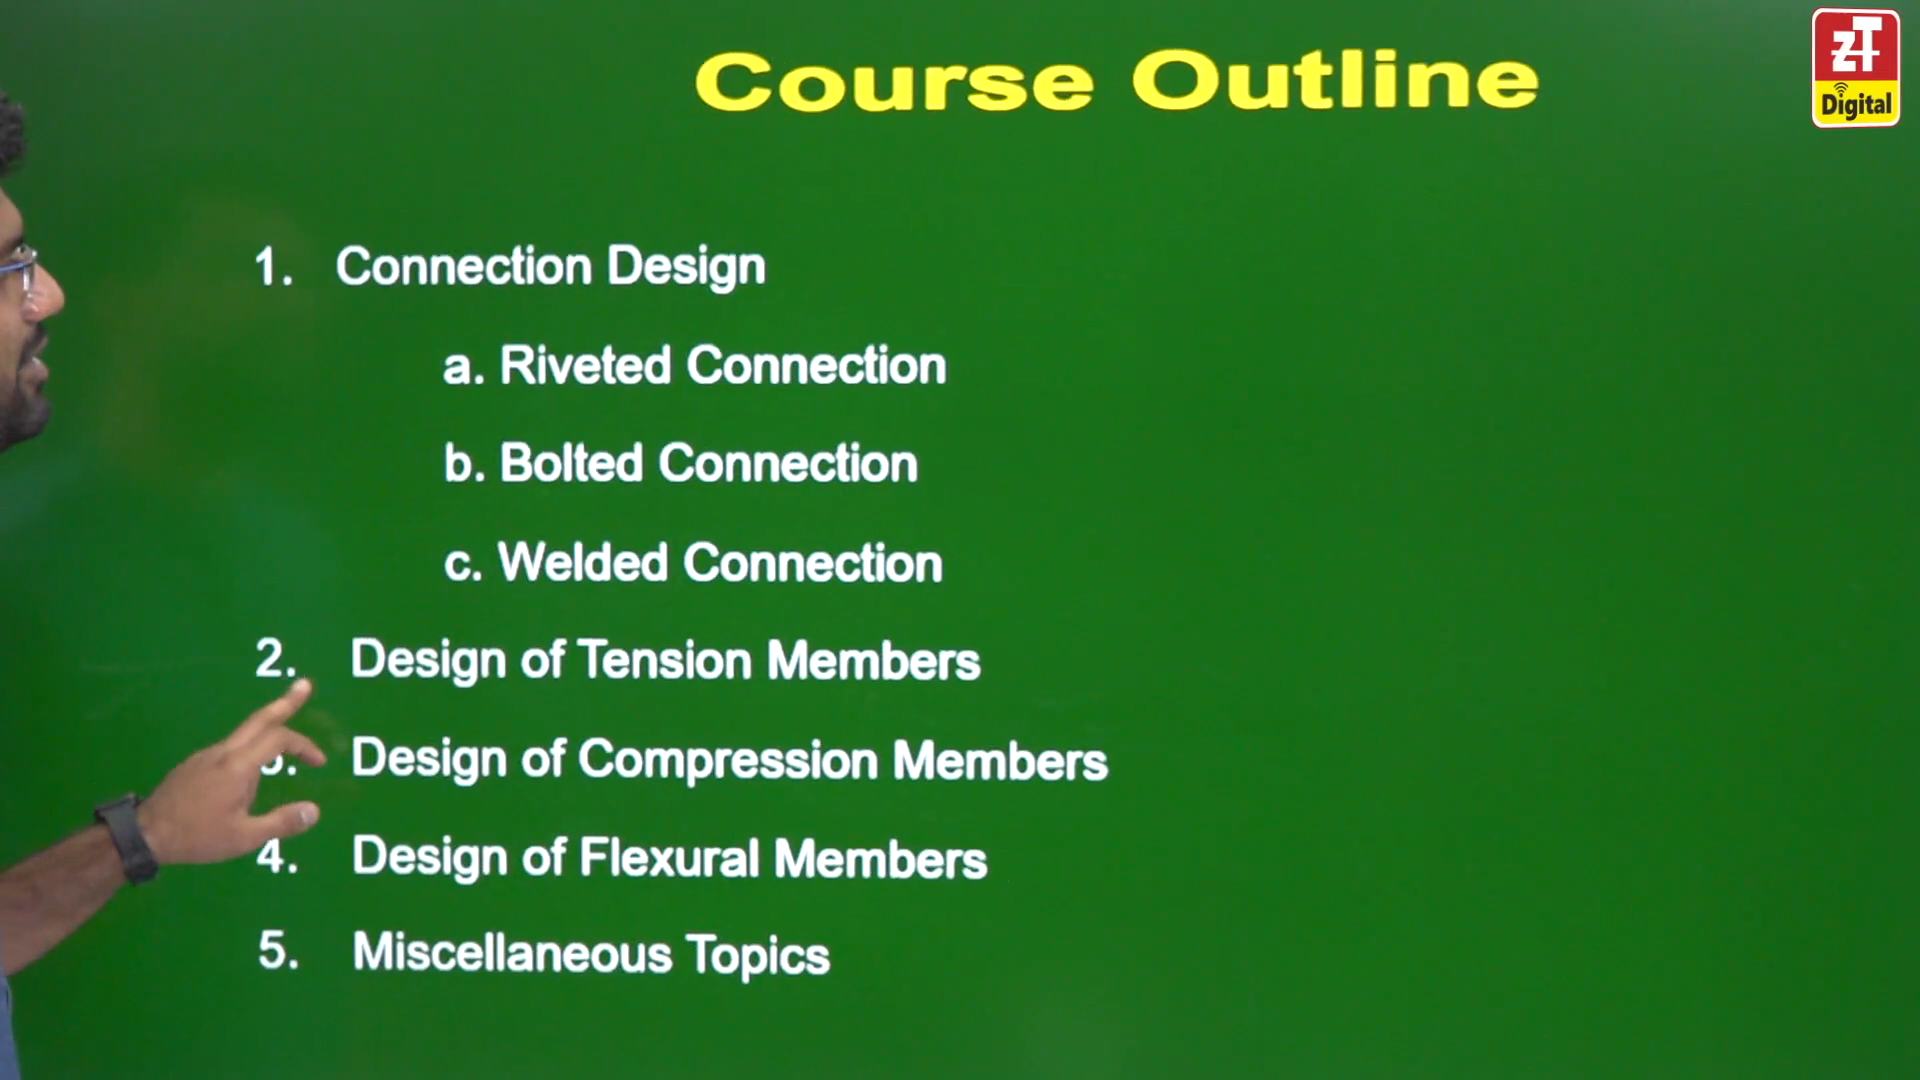 Course Outline
ZT
Digital
1. Connection Design
a. Riveted Connection
b. Bolted Connection
c. Welded Connection
2. Design of Tension Members
Design of Compression Members
4. Design of Flexural Members
5. Miscellaneous Topics